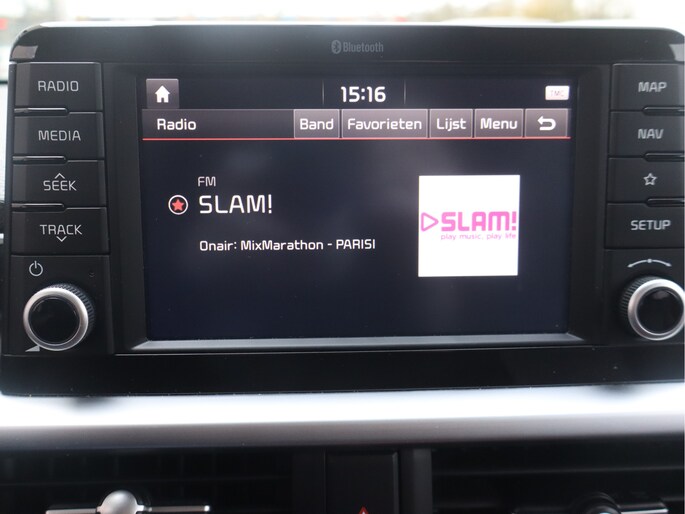 Bluetooth
RADIO
MEDIA
SEEK
TRACK
MAP
NAV
SETUP
15:16
Radio Band Favorieten Lijst Menu
FM
SLAM!
Onair: MixMarathon - PARISI
SLAM!
play music, play life